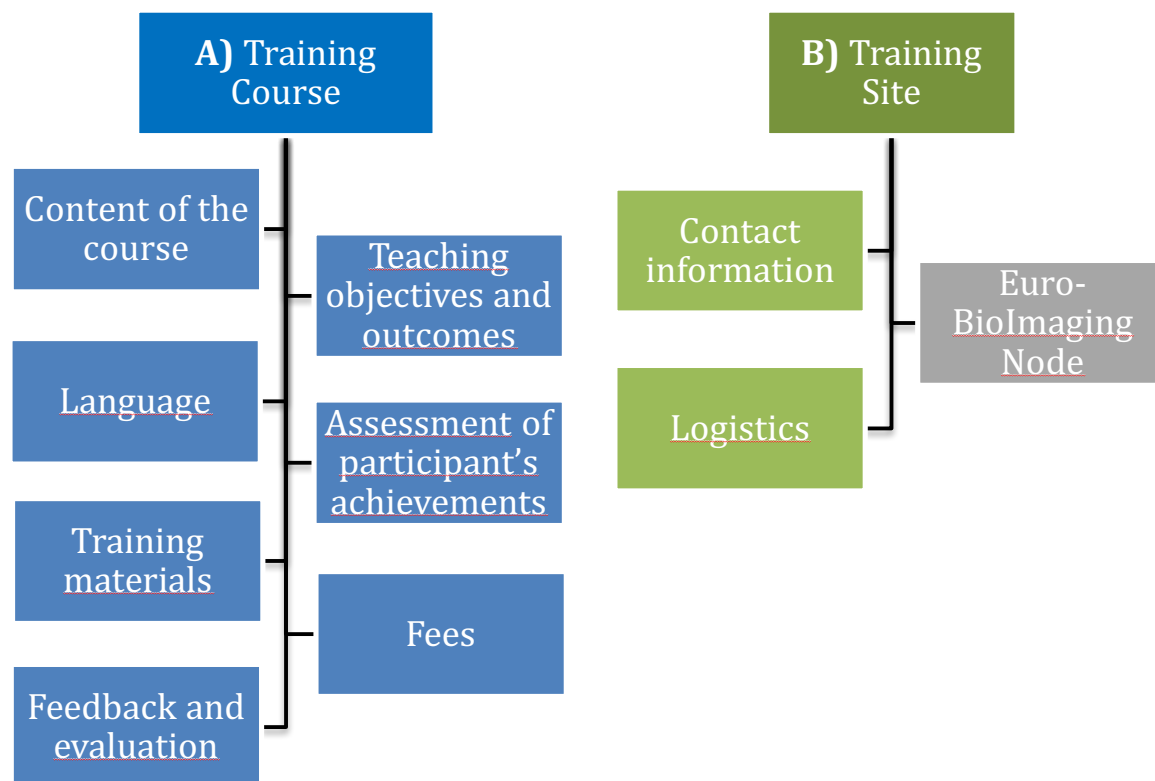 A) Training
Course
Content of the
course
Teaching
objectives and
outcomes
Language
Assessment of
participant’s
achievements
Training
materials
Fees
Feedback and
evaluation
B) Training
Site
Contact
information
Euro-
BioImaging
Node
Logistics